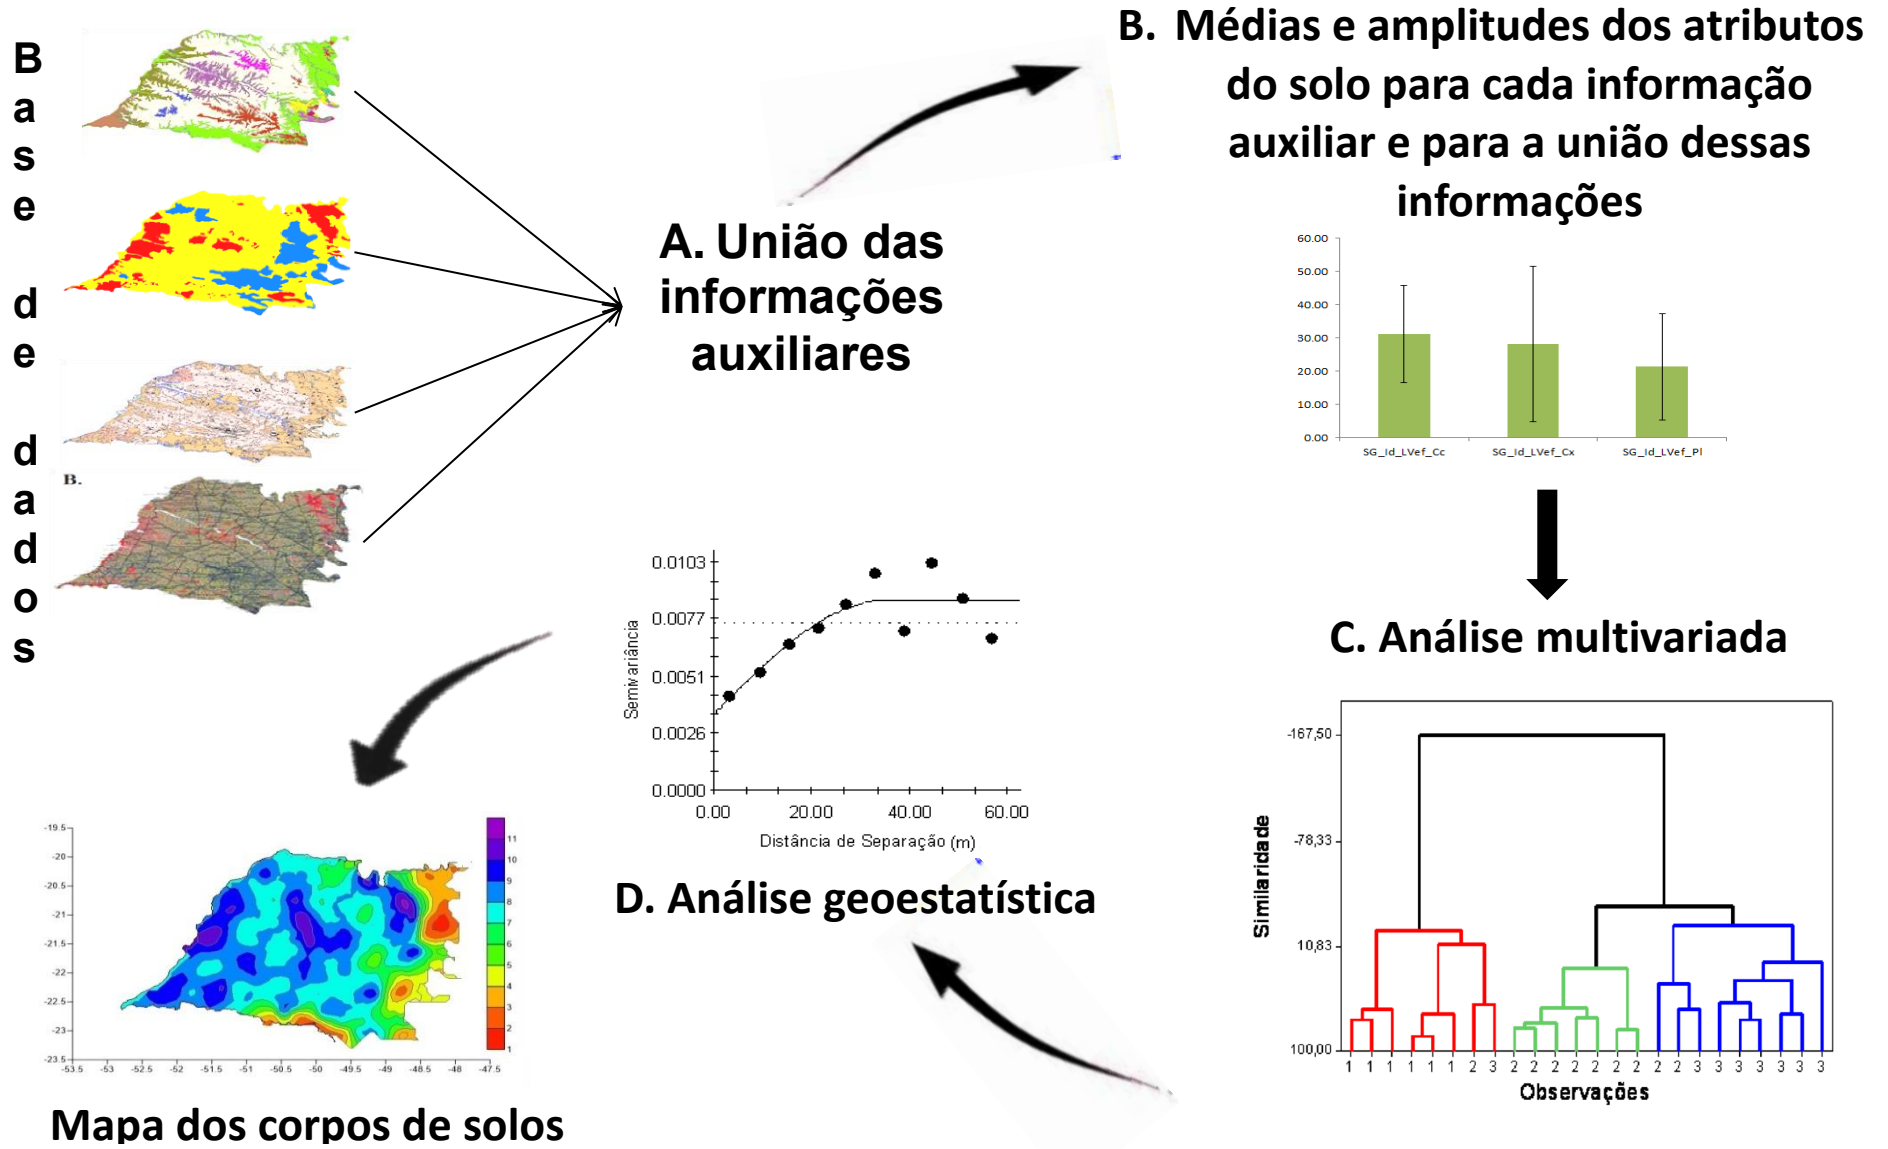 Base de dados
B.
A. União das
informações
auxiliares
B. Médias e amplitudes dos atributos
do solo para cada informação
auxiliar e para a união dessas
informações
60.00
50.00
40.00
30.00
20.00
10.00
0.00
SG_Id_LVef_Cc SG_Id_LVef_Cx SG_Id_LVef_Pl
C. Análise multivariada
-167,50
-78,33
10,83
100,00
Similaridade
1 1 1 1 1 1 2 3 2 2 2 2 2 2 2 2 2 3 3 3 3 3 3 3
Observações
0.0103
0.0077
0.0051
0.0026
0.0000
Semivariância
0.00 20.00 40.00 60.00
Distância de Separação (m)
D. Análise geoestatística
-19.5
-20
-20.5
-21
-21.5
-22
-22.5
-23
-23.5
-53.5 -53 -52.5 -52 -51.5 -51 -50.5 -50 -49.5 -49 -48.5 -48 -47.5
11
10
9
8
7
6
5
4
3
2
1
Mapa dos corpos de solos